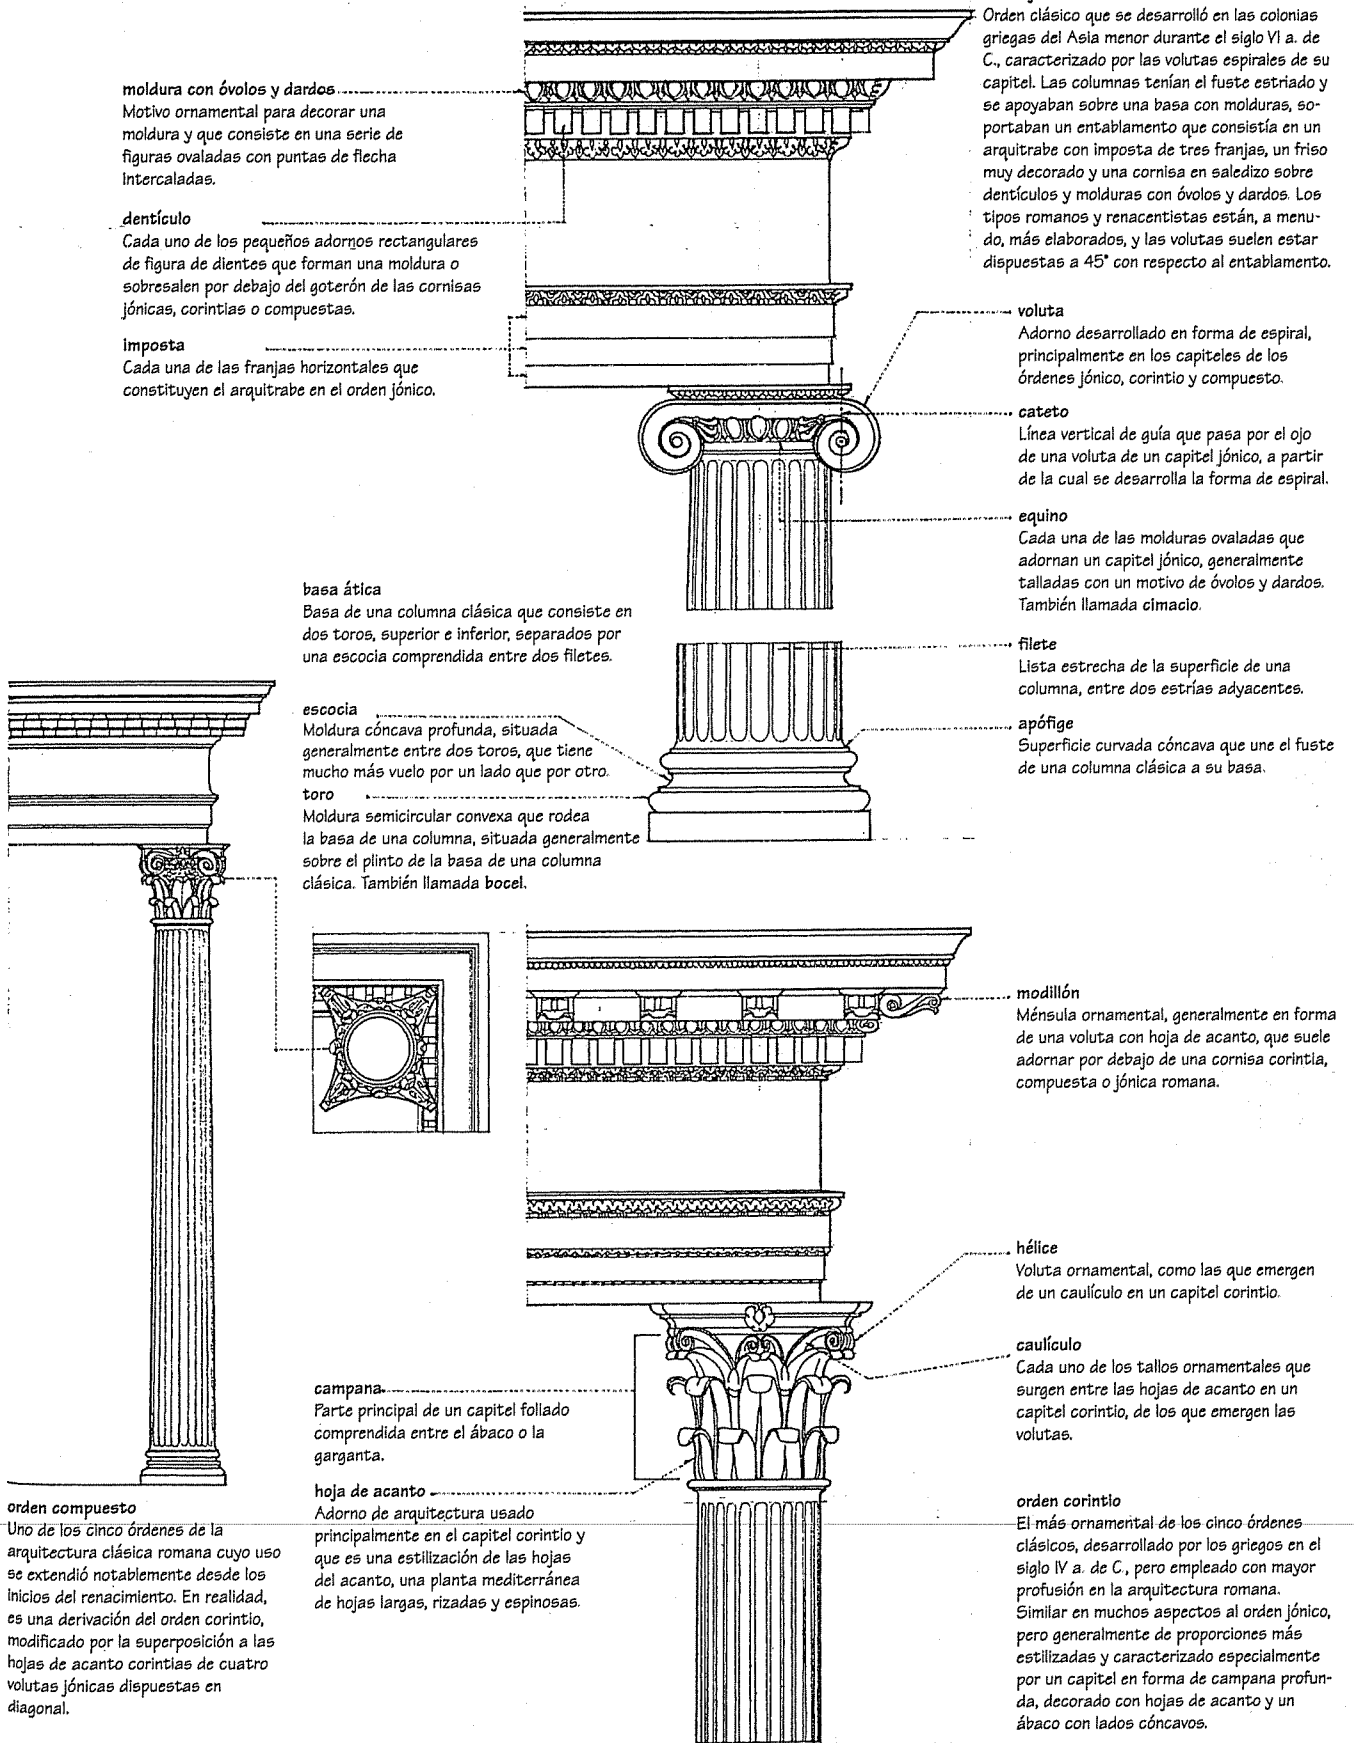 Orden clásico que se desarrolló en las colonias
griegas del Asia menor durante el siglo VI a. de
C., caracterizado por las volutas espirales de su
capitel. Las columnas tenían el fuste estriado y
se apoyaban sobre una basa con molduras, so-
portaban un entablamento que consistía en un
arquitrabe con imposta de tres franjas, un friso
muy decorado y una cornisa en saledizo sobre
dentículos y molduras con óvolos y dardos. Los
tipos romanos y renacentistas están, a menu-
do, más elaborados, y las volutas suelen estar
dispuestas a 45° con respecto al entablamento.
moldura con óvolos y dardos
Motivo ornamental para decorar una
moldura y que consiste en una serie de
figuras ovaladas con puntas de flecha
intercaladas.
dentículo
Cada uno de los pequeños adornos rectangulares
de figura de dientes que forman una moldura o
sobresalen por debajo del goterón de las cornisas
jónicas, corintias o compuestas.
imposta
Cada una de las franjas horizontales que
constituyen el arquitrabe en el orden jónico.
voluta
Adorno desarrollado en forma de espiral,
principalmente en los capiteles de los
órdenes jónico, corintio y compuesto.
cateto
Línea vertical de guía que pasa por el ojo
de una voluta de un capitel jónico, a partir
de la cual se desarrolla la forma de espiral.
equino
Cada una de las molduras ovaladas que
adornan un capitel jónico, generalmente
talladas con un motivo de óvolos y dardos.
También llamada cimacio.
filete
Lista estrecha de la superficie de una
columna, entre dos estrías adyacentes.
apófige
Superficie curvada cóncava que une el fuste
de una columna clásica a su basa.
basa ática
Basa de una columna clásica que consiste en
dos toros, superior e inferior, separados por
una escocia comprendida entre dos filetes.
escocia
Moldura cóncava profunda, situada
generalmente entre dos toros, que tiene
mucho más vuelo por un lado que por otro.
toro
Moldura semicircular convexa que rodea
la basa de una columna, situada generalmente
sobre el plinto de la basa de una columna
clásica. También llamada bocel.
modillón
Ménsula ornamental, generalmente en forma
de una voluta con hoja de acanto, que suele
adornar por debajo de una cornisa corintia,
compuesta o jónica romana.
hélice
Voluta ornamental, como las que emergen
de un caulículo en un capitel corintio.
caulículo
Cada uno de los tallos ornamentales que
surgen entre las hojas de acanto en un
capitel corintio, de los que emergen las
volutas.
campana
Parte principal de un capitel foliado
comprendida entre el ábaco o la
garganta.
hoja de acanto
Adorno de arquitectura usado
principalmente en el capitel corintio y
que es una estilización de las hojas
del acanto, una planta mediterránea
de hojas largas, rizadas y espinosas.
orden compuesto
Uno de los cinco órdenes de la
arquitectura clásica romana cuyo uso
se extendió notablemente desde los
inicios del renacimiento. En realidad,
es una derivación del orden corintio,
modificado por la superposición a las
hojas de acanto corintias de cuatro
volutas jónicas dispuestas en
diagonal.
orden corintio
El más ornamental de los cinco órdenes
clásicos, desarrollado por los griegos en el
siglo IV a. de C., pero empleado con mayor
profusión en la arquitectura romana.
Similar en muchos aspectos al orden jónico,
pero generalmente de proporciones más
estilizadas y caracterizado especialmente
por un capitel en forma de campana profun-
da, decorado con hojas de acanto y un
ábaco con lados cóncavos.